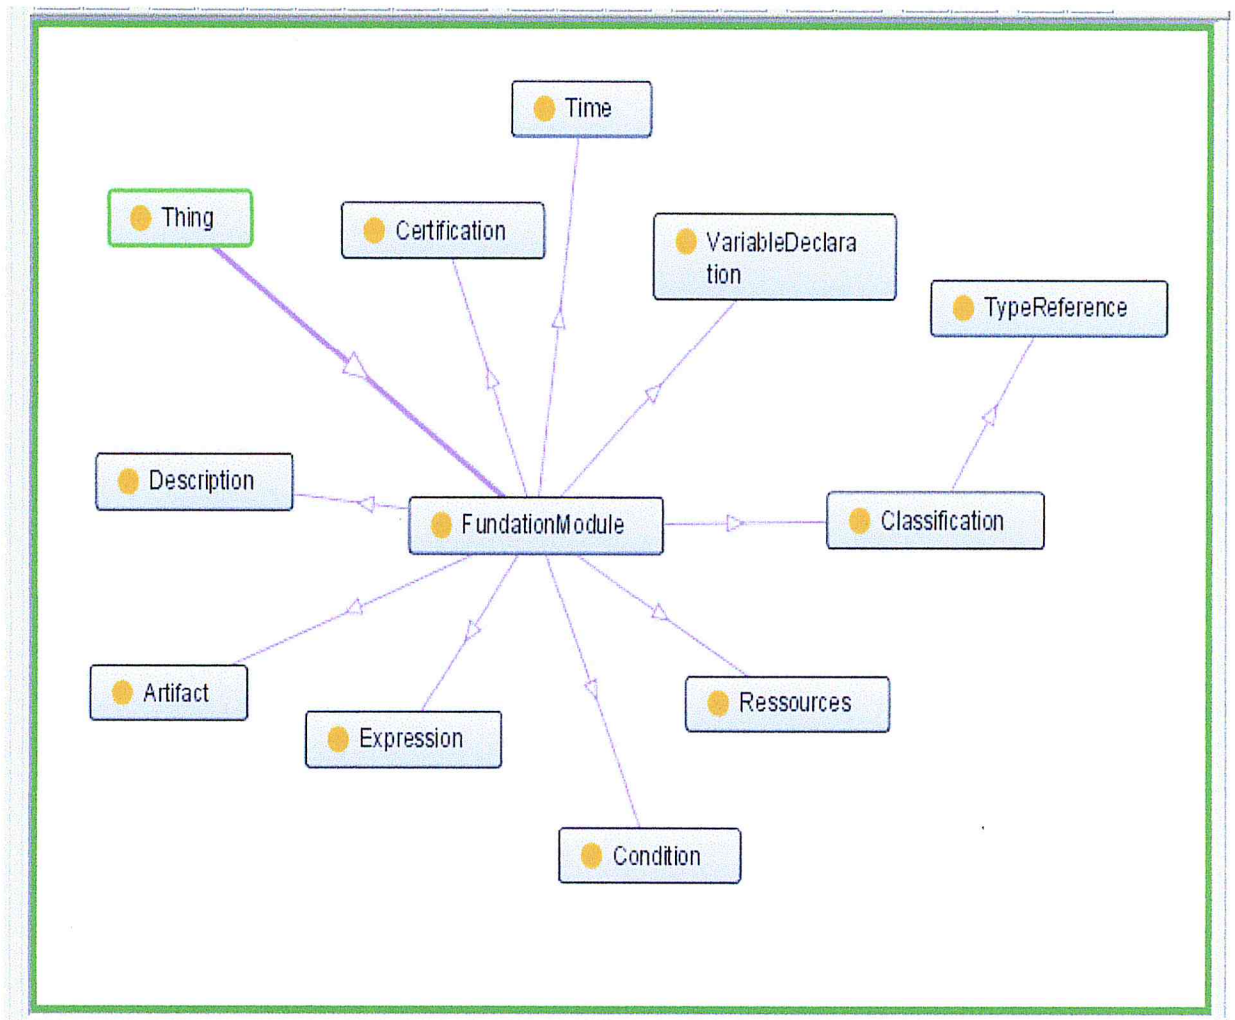 Time
Thing
Certification
VariableDeclara
tion
TypeReference
Description
FundationModule
Classification
Artifact
Expression
Ressources
Condition